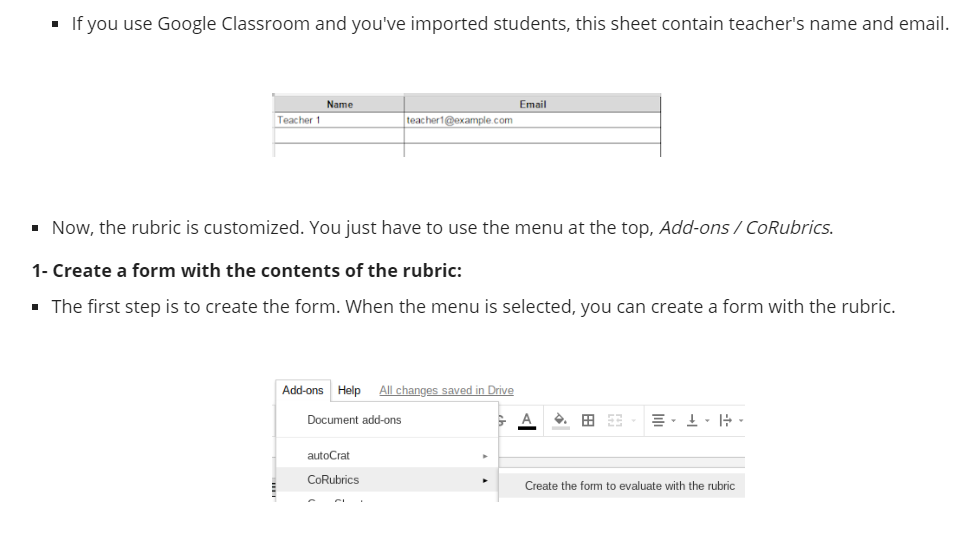 ▪ If you use Google Classroom and you've imported students, this sheet contain teacher's name and email.
Name Email
Teacher 1 teacher1@example.com
▪ Now, the rubric is customized. You just have to use the menu at the top, Add-ons / CoRubrics.
1- Create a form with the contents of the rubric:
▪ The first step is to create the form. When the menu is selected, you can create a form with the rubric.
Add-ons Help All changes saved in Drive
Document add-ons
A
autoCrat
CoRubrics
Create the form to evaluate with the rubric